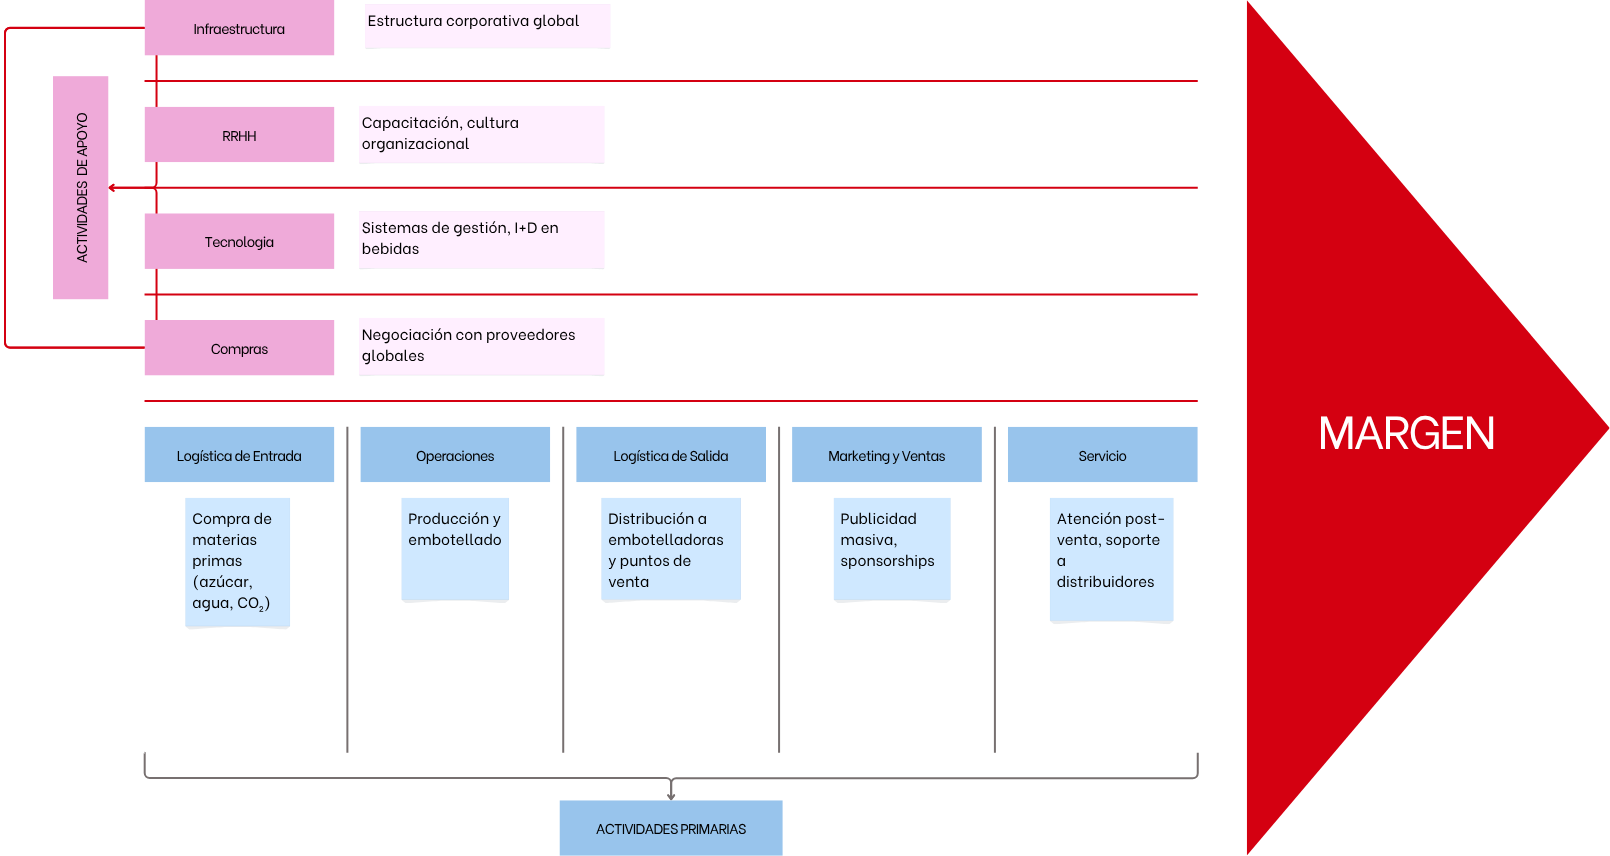 Infraestructura
Estructura corporativa global
ACTIVIDADES DE APOYO
RRHH
Capacitación, cultura
organizacional
Tecnología
Sistemas de gestión, I+D en
bebidas
Compras
Negociación con proveedores
globales
MARGEN
Logística de Entrada
Operaciones
Logística de Salida
Marketing y Ventas
Servicio
Compra de
materias
primas
(azúcar,
agua, CO₂)
Producción y
embotellado
Distribución a
embotelladoras
y puntos de
venta
Publicidad
masiva,
sponsorships
Atención post-
venta, soporte
a
distribuidores
ACTIVIDADES PRIMARIAS